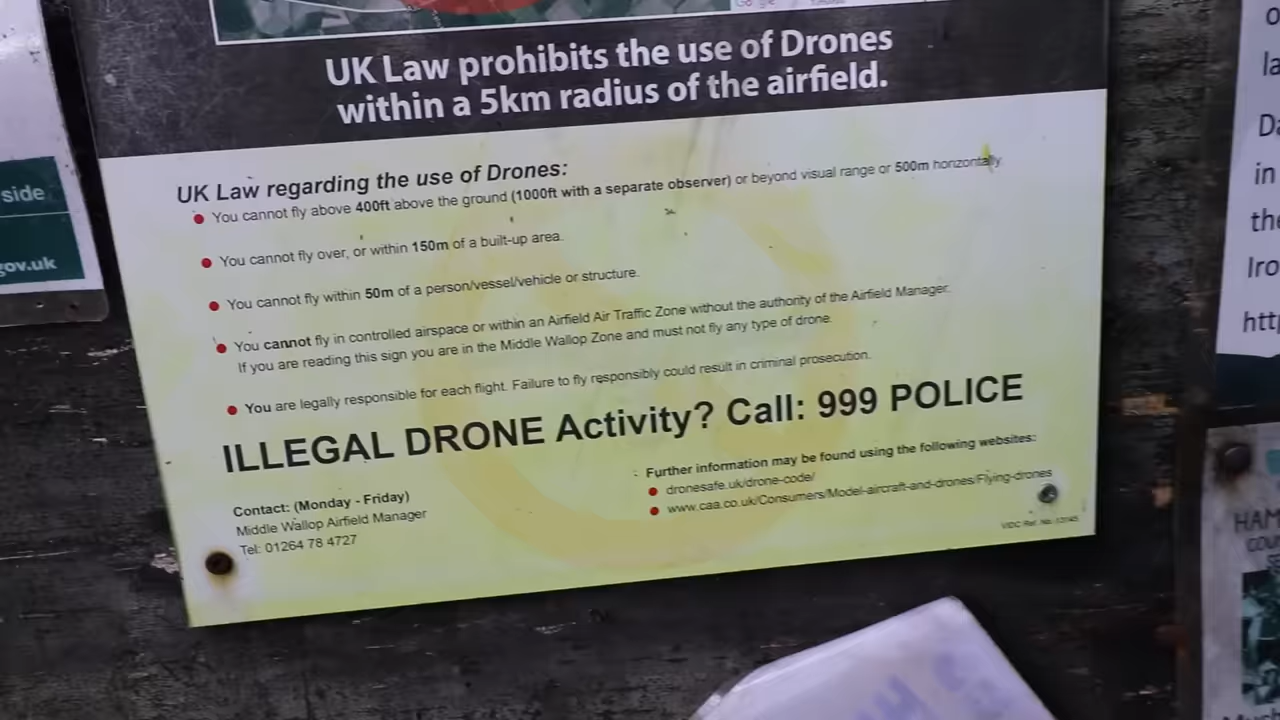 UK Law prohibits the use of Drones
within a 5km radius of the airfield.
UK Law regarding the use of Drones:
You cannot fly above 400ft above the ground (1000ft with a separate observer) or beyond visual range or 500m horizontally.
You cannot fly over, or within 150m of a built-up area.
You cannot fly within 50m of a person/vessel/vehicle or structure.
You cannot fly in controlled airspace or within an Airfield Air Traffic Zone without the authority of the Airfield Manager.
If you are reading this sign you are in the Middle Wallop Zone and must not fly any type of drone.
You are legally responsible for each flight. Failure to fly responsibly could result in criminal prosecution.
ILLEGAL DRONE Activity? Call: 999 POLICE
Contact: (Monday - Friday)
Middle Wallop Airfield Manager
Tel: 01264 78 4727
Further information may be found using the following websites:
dronesafe.uk/drone-code/
www.caa.co.uk/Consumers/Model-aircraft-and-drones/Flying-drones
side
gov.uk
in